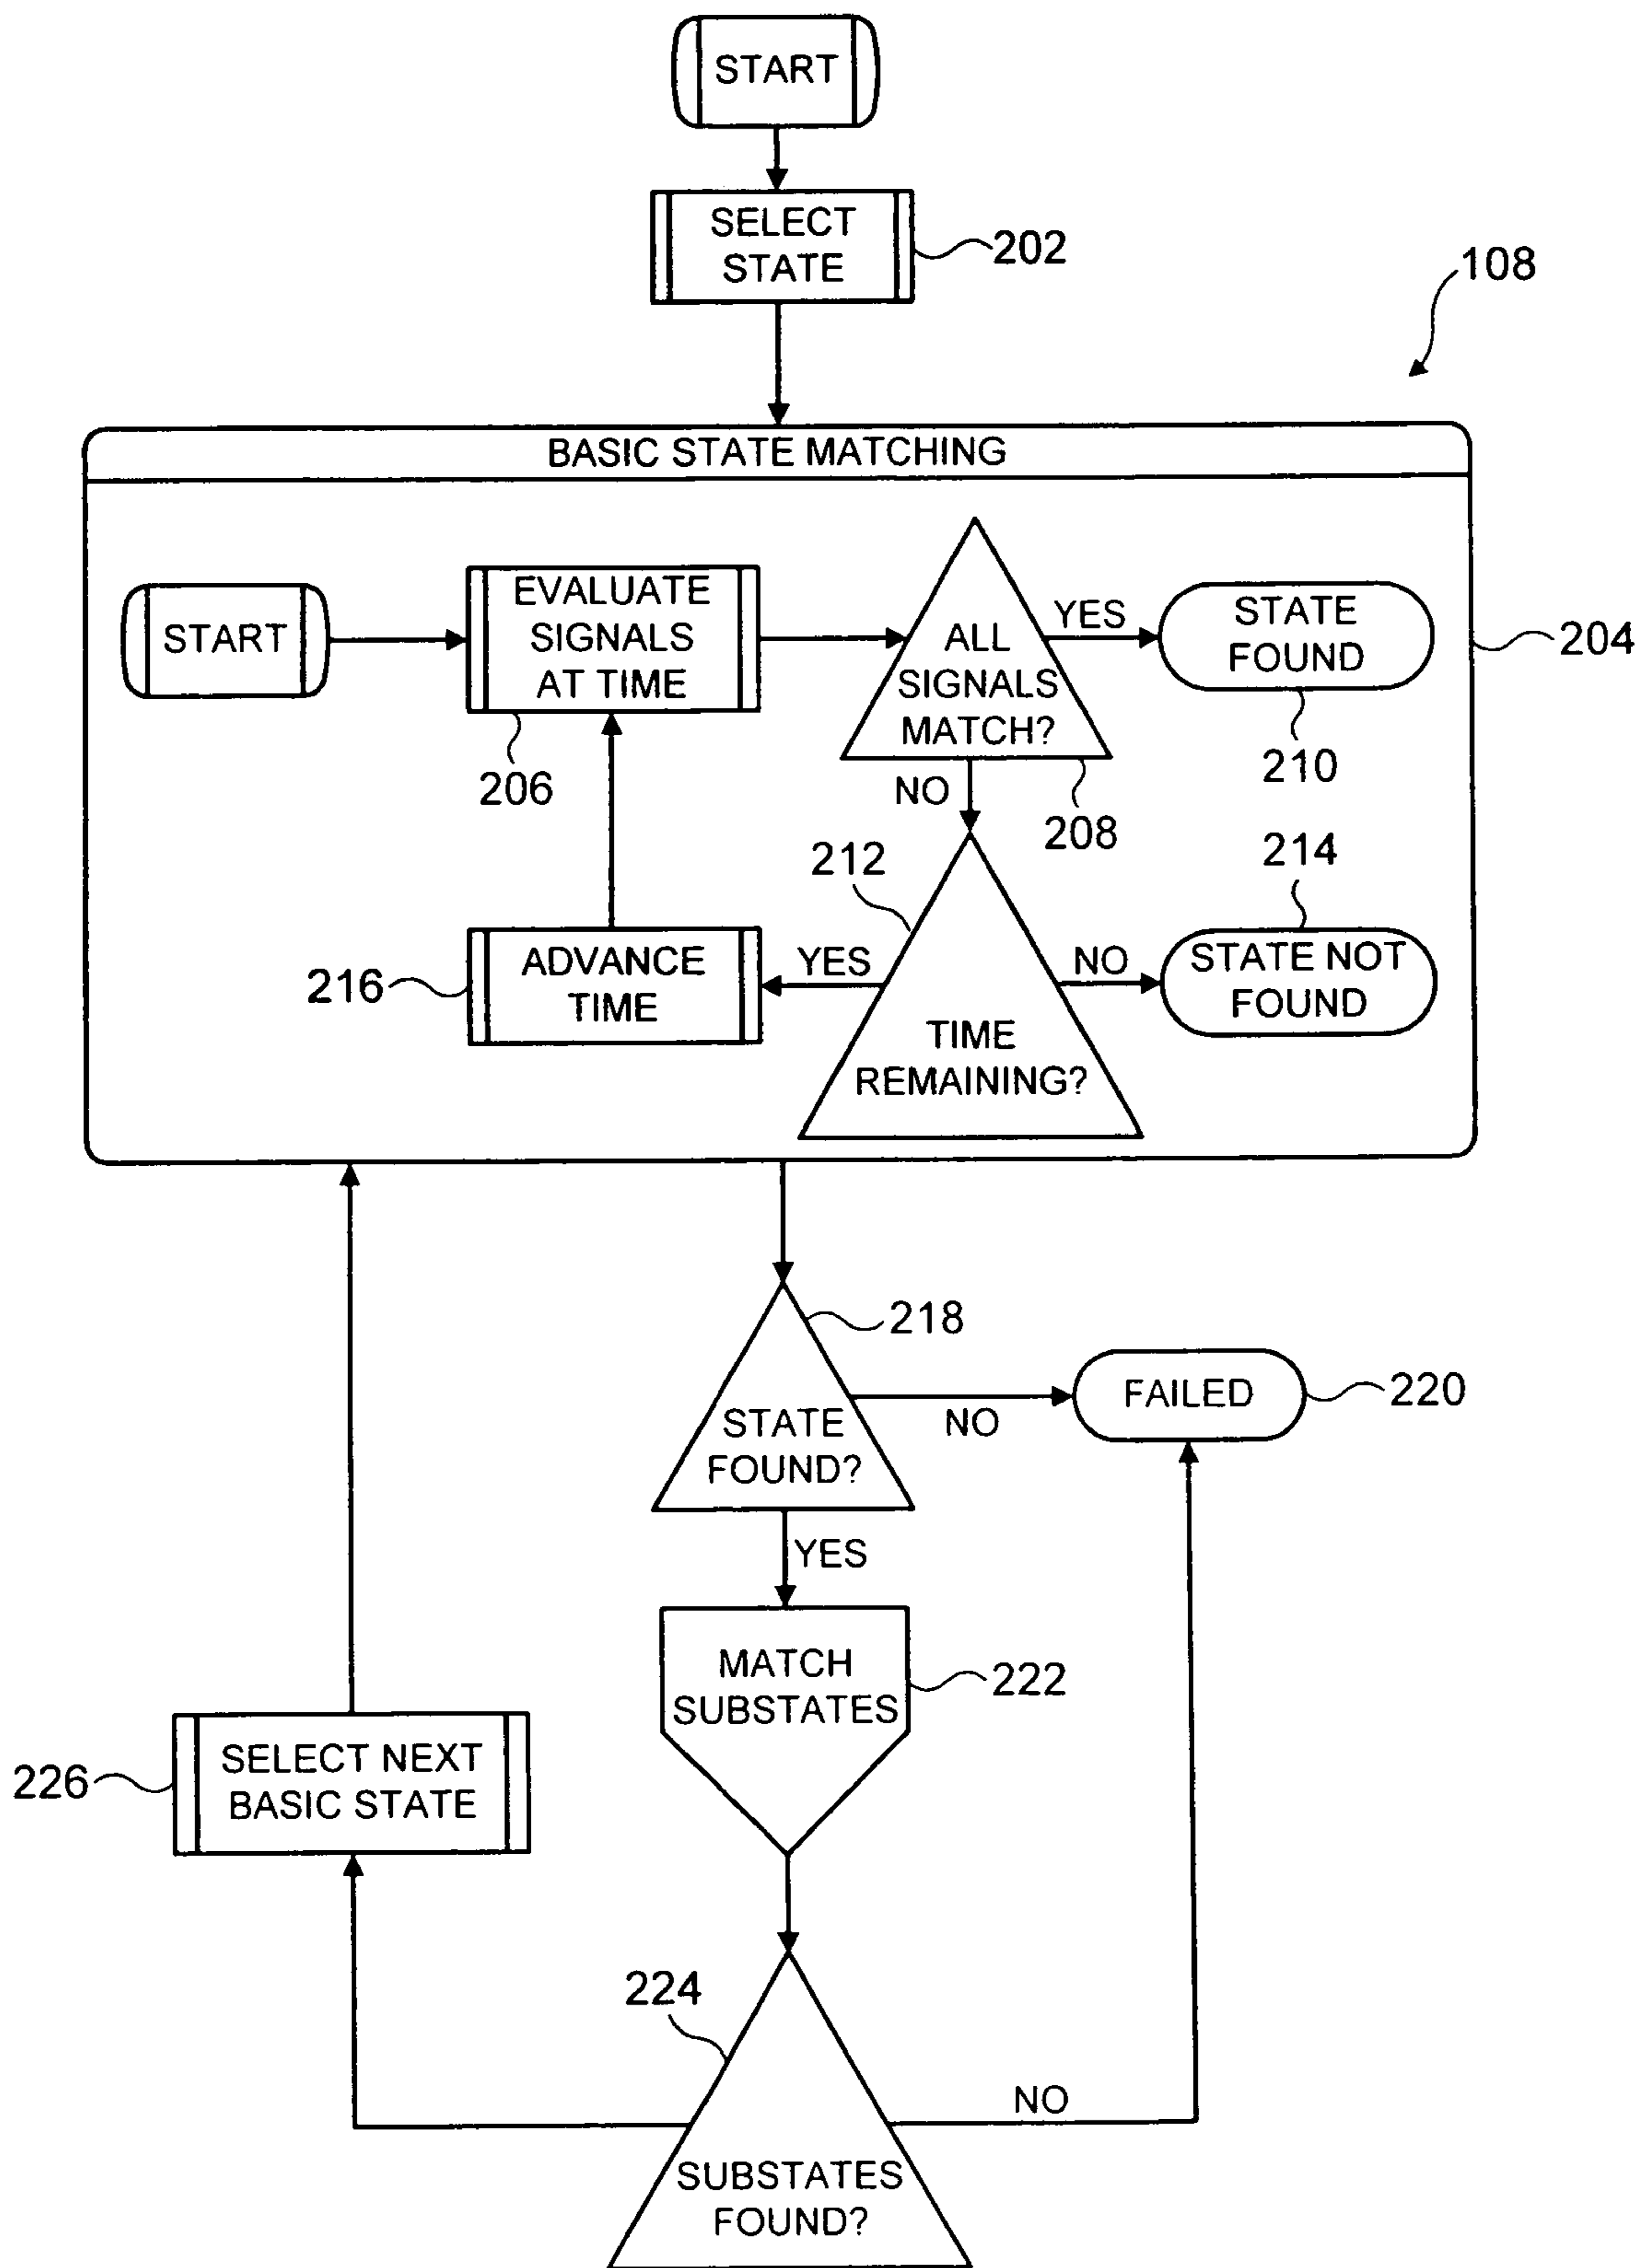 START
SELECT
STATE
202
108
BASIC STATE MATCHING
START
EVALUATE
SIGNALS
AT TIME
206
ALL
SIGNALS
MATCH?
208
YES
STATE
FOUND
210
204
NO
212
TIME
REMAINING?
YES
ADVANCE
TIME
216
NO
STATE NOT
FOUND
214
218
STATE
FOUND?
NO
FAILED
220
YES
MATCH
SUBSTATES
222
SELECT NEXT
BASIC STATE
226
224
SUBSTATES
FOUND?
NO